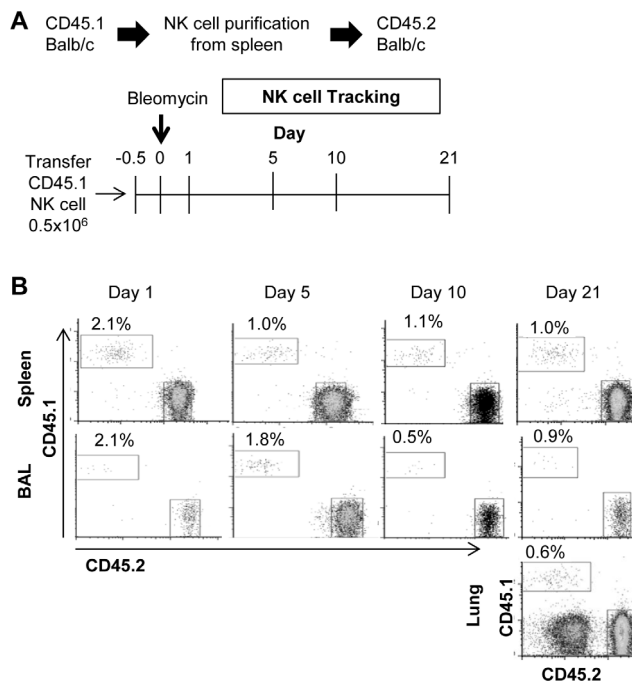 A
CD45.1 Balb/c
NK cell purification from spleen
CD45.2 Balb/c
Bleomycin
NK cell Tracking
Day
-0.5 0 1 5 10 21
Transfer
CD45.1
NK cell
0.5x10⁶
B
Day 1 Day 5 Day 10 Day 21
Spleen
2.1% 1.0% 1.1% 1.0%
CD45.1
BAL
2.1% 1.8% 0.5% 0.9%
CD45.2
Lung
CD45.1
0.6%
CD45.2